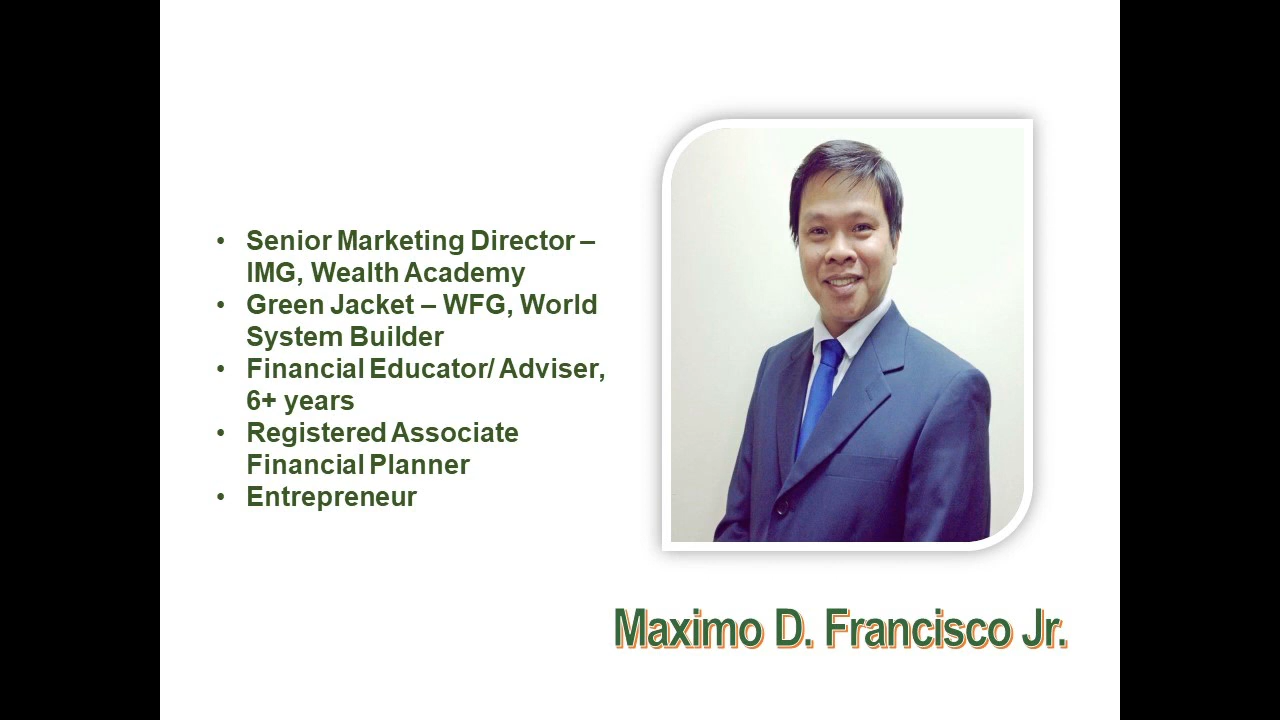 • Senior Marketing Director –
IMG, Wealth Academy
• Green Jacket – WFG, World
System Builder
• Financial Educator/ Adviser,
6+ years
• Registered Associate
Financial Planner
• Entrepreneur
Maximo D. Francisco Jr.